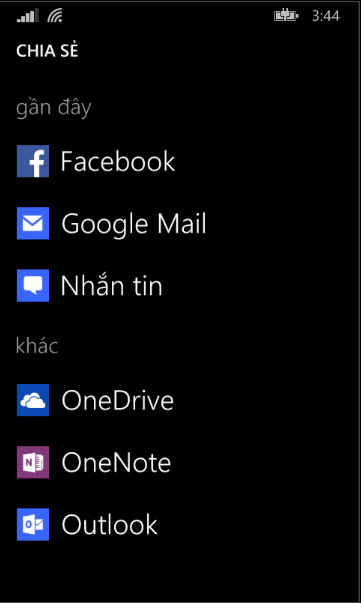 3:44
CHIA SẺ
gần đây
Facebook
Google Mail
Nhắn tin
khác
OneDrive
OneNote
Outlook